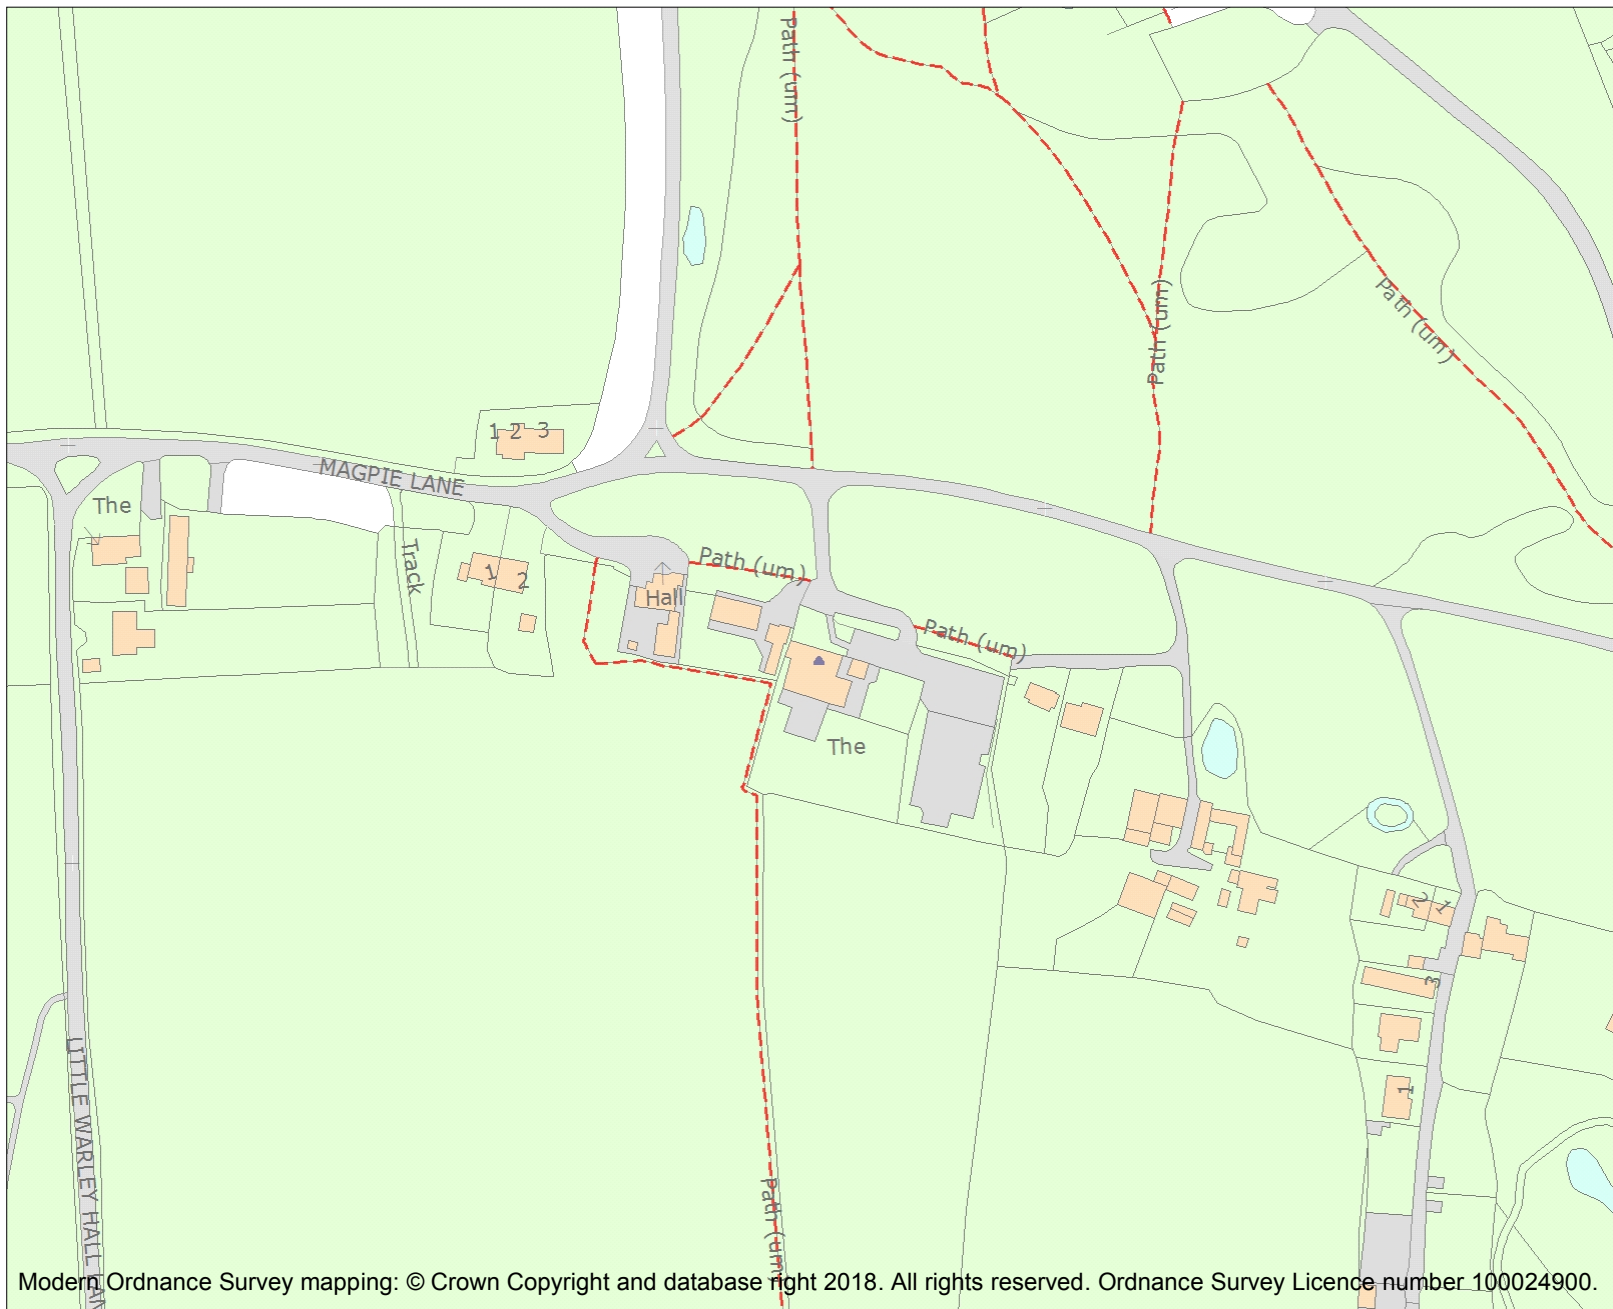 Path (um)
Path (um)
Path (um)
1 2 3
MAGPIE LANE
The
Track
1 2
Path (um)
Hall
Path (um)
The
2 1
3
LITTLE WARLEY HALL LAN
1
Path (um)
Modern Ordnance Survey mapping: © Crown Copyright and database right 2018. All rights reserved. Ordnance Survey Licence number 100024900.